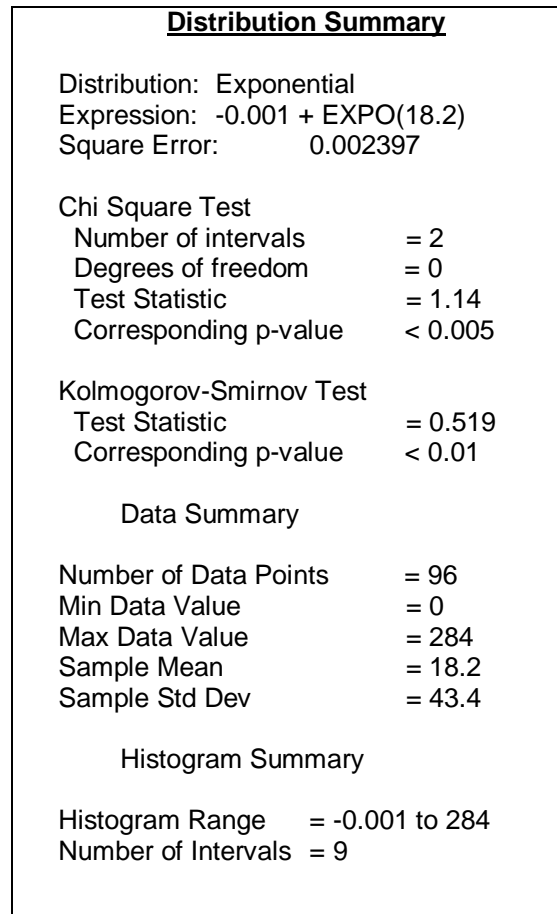 Distribution Summary
Distribution: Exponential
Expression: -0.001 + EXPO(18.2)
Square Error: 0.002397
Chi Square Test
Number of intervals = 2
Degrees of freedom = 0
Test Statistic = 1.14
Corresponding p-value < 0.005
Kolmogorov-Smirnov Test
Test Statistic = 0.519
Corresponding p-value < 0.01
Data Summary
Number of Data Points = 96
Min Data Value = 0
Max Data Value = 284
Sample Mean = 18.2
Sample Std Dev = 43.4
Histogram Summary
Histogram Range = -0.001 to 284
Number of Intervals = 9